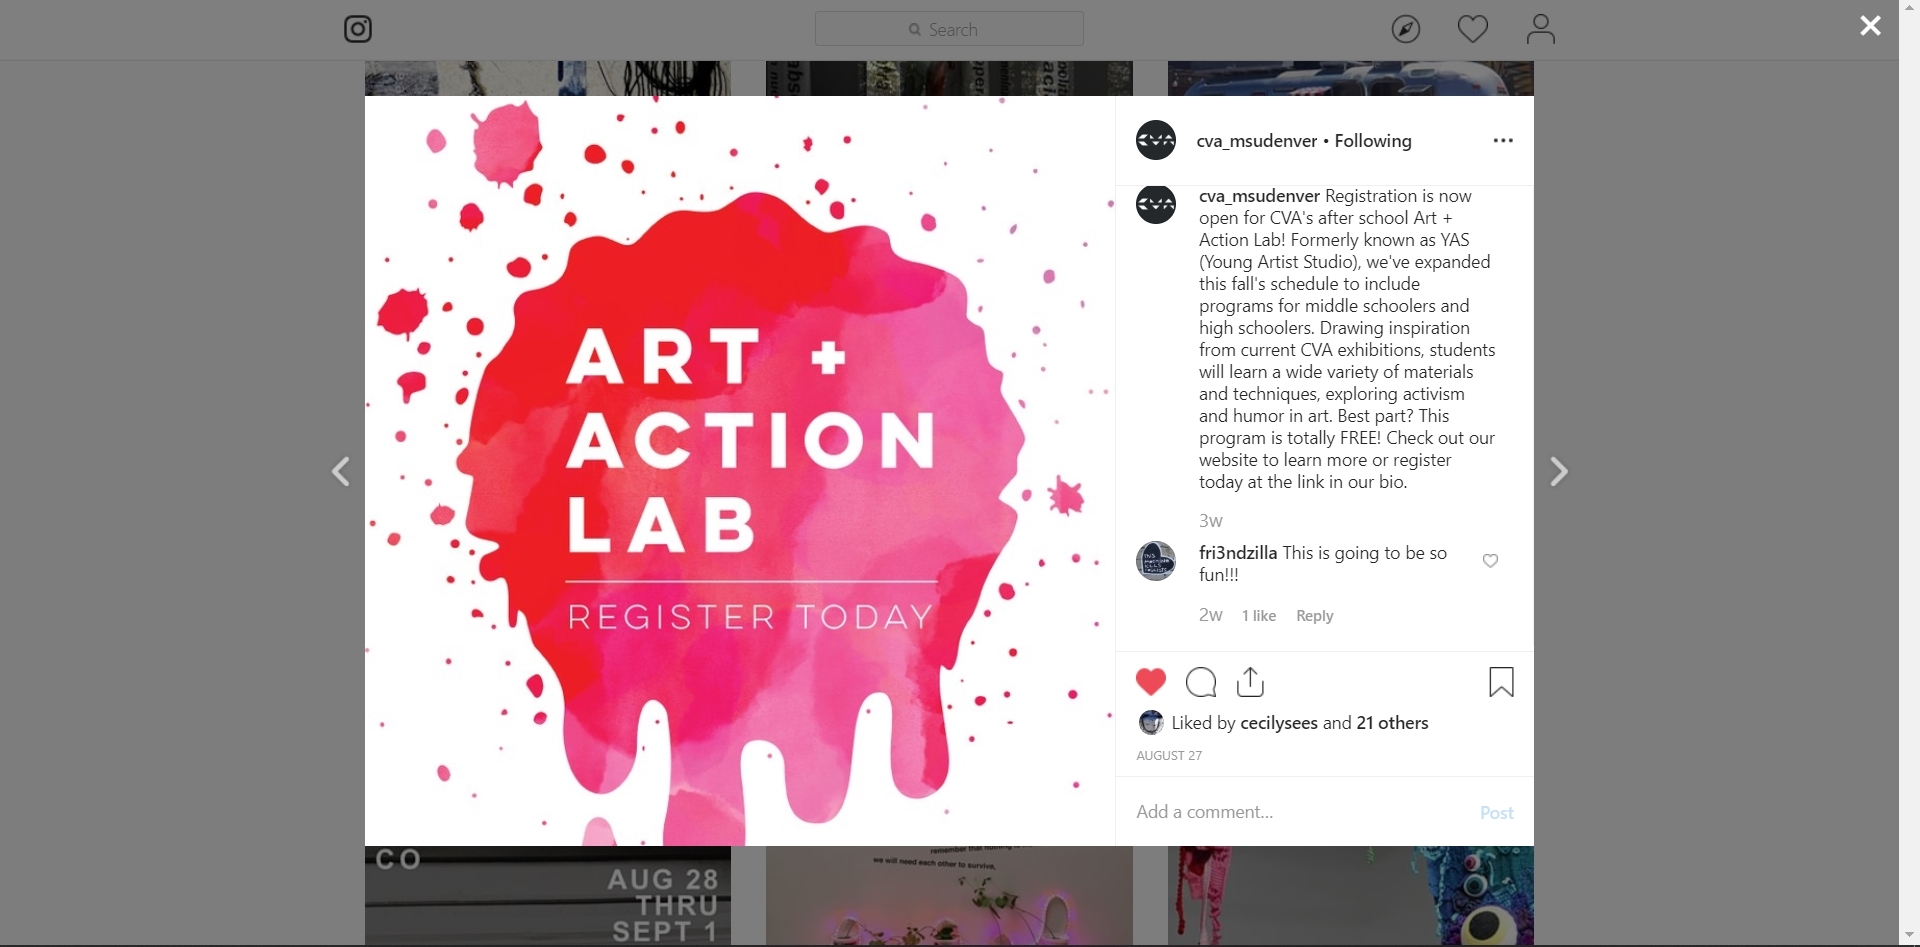 Search
cva_msudenver • Following
ART +
ACTION
LAB
REGISTER TODAY
cva_msudenver Registration is now
open for CVA's after school Art +
Action Lab! Formerly known as YAS
(Young Artist Studio), we've expanded
this fall's schedule to include
programs for middle schoolers and
high schoolers. Drawing inspiration
from current CVA exhibitions, students
will learn a wide variety of materials
and techniques, exploring activism
and humor in art. Best part? This
program is totally FREE! Check out our
website to learn more or register
today at the link in our bio.
3w
fri3ndzilla This is going to be so
fun!!!
2w 1 like Reply
Liked by cecilysees and 21 others
AUGUST 27
Add a comment... Post
CO
AUG 28
THRU
SEPT 1
remember that
we will need each other to survive,